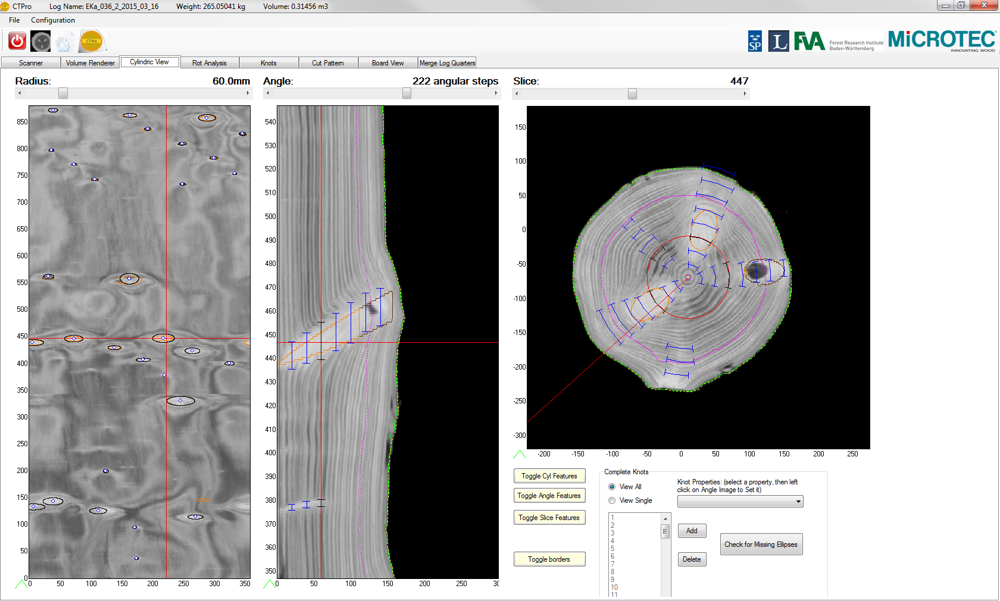 CTPro Log Name: EKa_036_2_2015_03_16 Weight: 265.05041 kg Volume: 0.31456 m3
File Configuration
CT-Pro
SP L FVA Forest Research Institute
Baden-Württemberg
MiCROTEC
INNOVATING WOOD
Scanner Volume Renderer Cylindric View Rot Analysis Knots Cut Pattern Board View Merge Log Quarters
Radius: 60.0mm
850
800
750
700
650
600
550
500
450
400
350
300
250
200
150
100
50
0
0 50 100 150 200 250 300 350
Angle: 222 angular steps
540
530
520
510
500
490
480
470
460
450
440
430
420
410
400
390
380
370
360
350
0 50 100 150 200 250 30
Slice: 447
150
100
50
0
-50
-100
-150
-200
-250
-300
-200 -150 -100 -50 0 50 100 150 200 250
Toggle Cyl Features
Toggle Angle Features
Toggle Slice Features
Toggle borders
Complete Knots
View All
View Single
1
2
3
4
5
6
7
8
9
10
11
Knot Properties: (select a property, then left
click on Angle Image to Set it)
Add
Delete
Check for Missing Ellipses